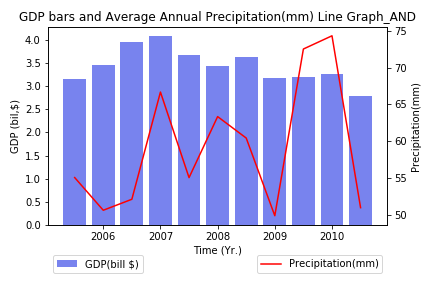 GDP bars and Average Annual Precipitation(mm) Line Graph_AND
4.0
3.5
3.0
2.5
2.0
1.5
1.0
0.5
0.0
GDP (bil,$)
75
70
65
60
55
50
Precipitation(mm)
2006 2007 2008 2009 2010
Time (Yr.)
GDP(bill $)
Precipitation(mm)